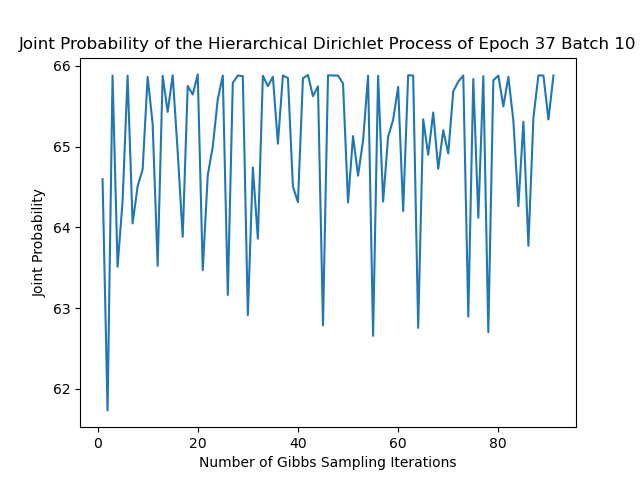 Joint Probability of the Hierarchical Dirichlet Process of Epoch 37 Batch 10
66
65
64
63
62
Joint Probability
0 20 40 60 80
Number of Gibbs Sampling Iterations